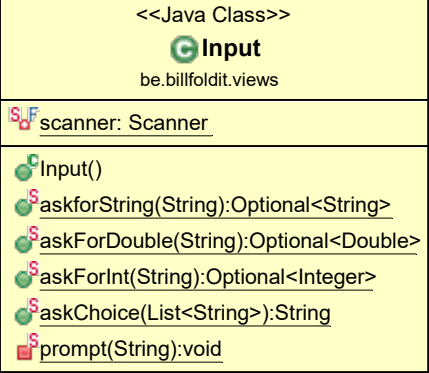 <<Java Class>>
C Input
be.billfoldit.views
S F scanner: Scanner
C Input()
S askforString(String):Optional<String>
S askForDouble(String):Optional<Double>
S askForInt(String):Optional<Integer>
S askChoice(List<String>):String
S prompt(String):void